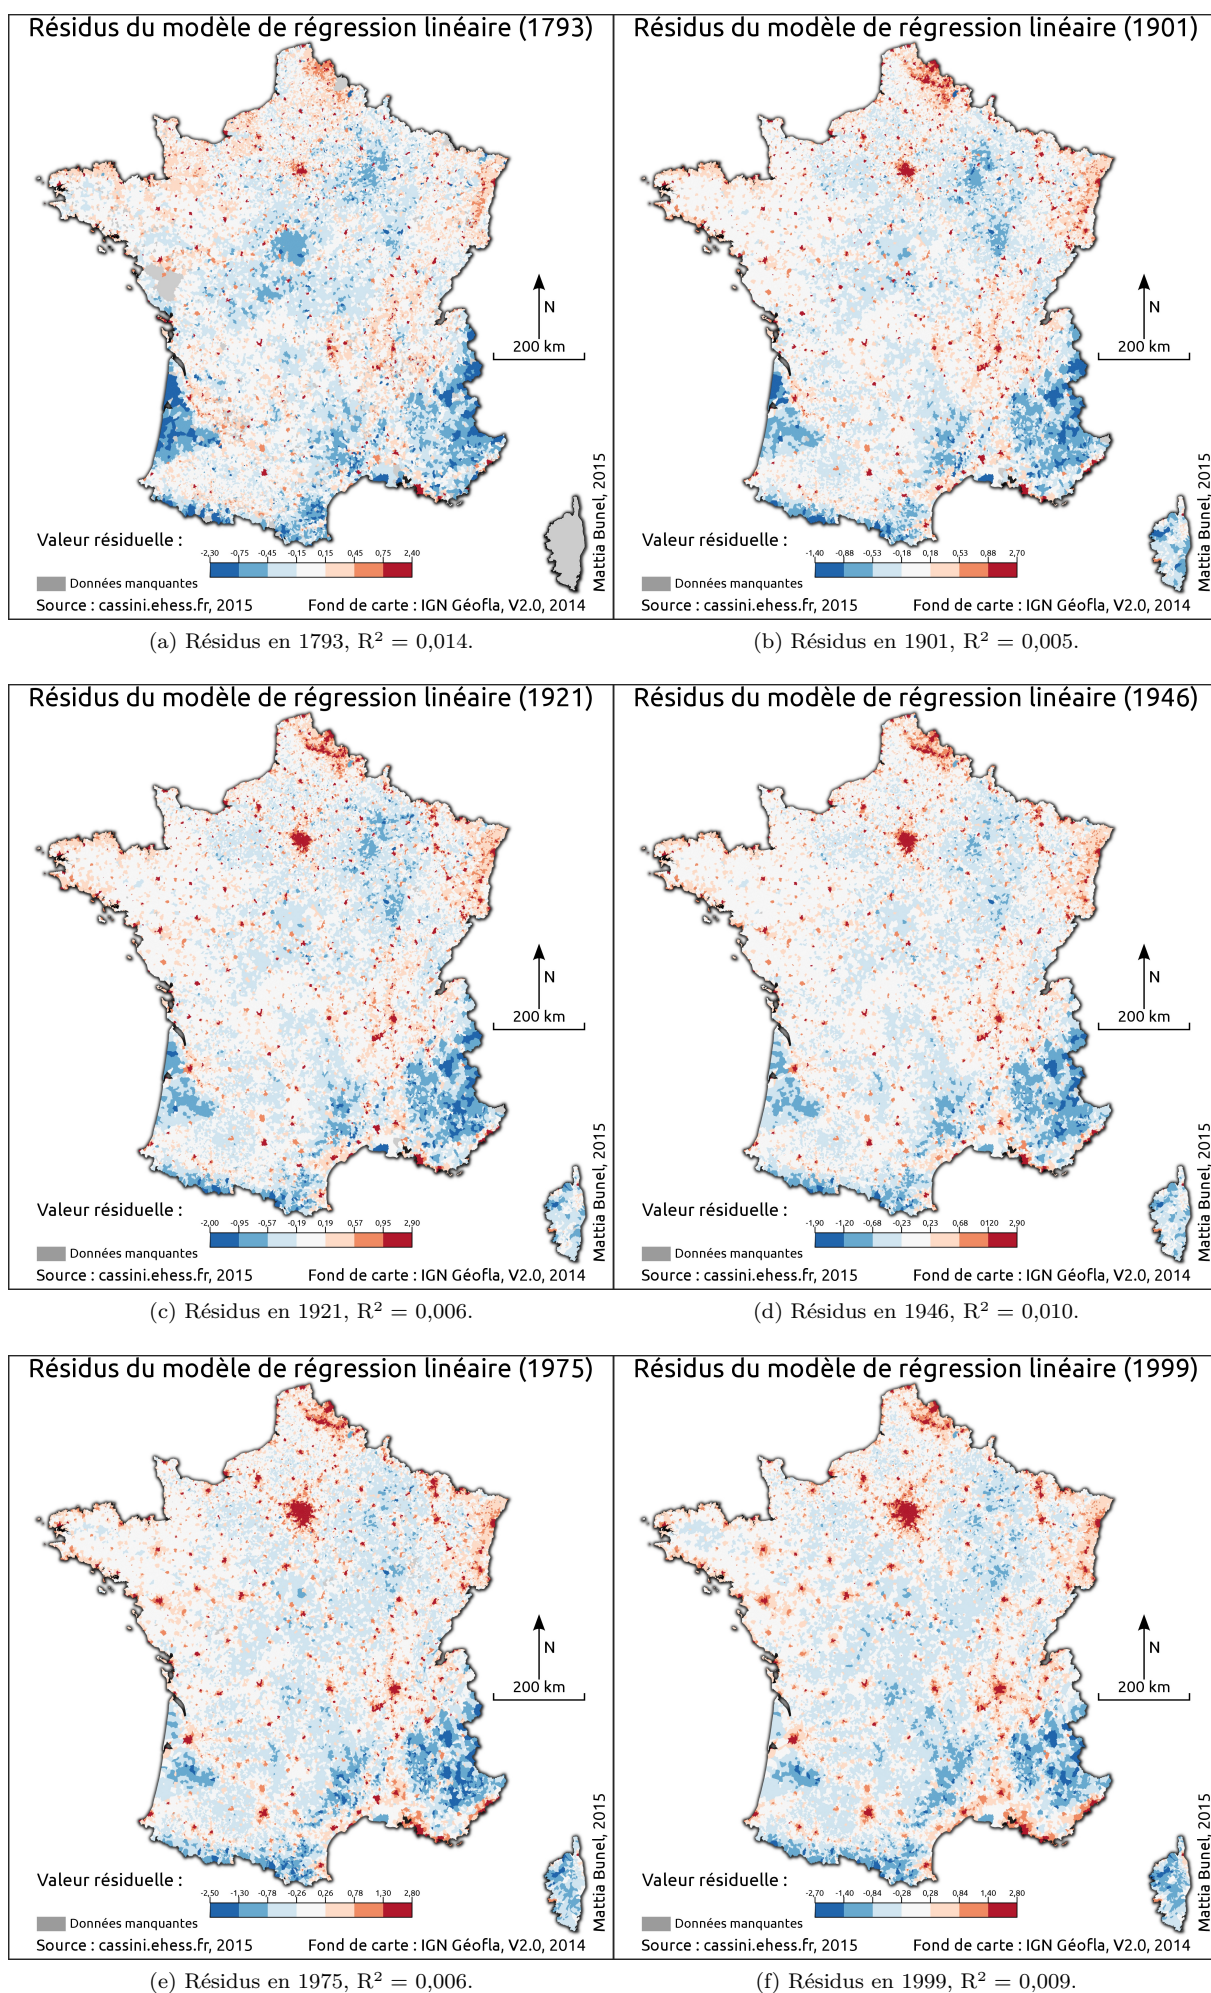 Résidus du modèle de régression linéaire (1793)
N
200 km
Valeur résiduelle :
-2,30 -0,75 -0,45 -0,15 0,15 0,45 0,75 2,40
Données manquantes
Source : cassini.ehess.fr, 2015 Fond de carte : IGN Géofla, V2.0, 2014
Mattia Bunel, 2015
(a) Résidus en 1793, R² = 0,014.
Résidus du modèle de régression linéaire (1901)
N
200 km
Valeur résiduelle :
-1,40 -0,88 -0,53 -0,18 0,18 0,53 0,88 2,70
Données manquantes
Source : cassini.ehess.fr, 2015 Fond de carte : IGN Géofla, V2.0, 2014
Mattia Bunel, 2015
(b) Résidus en 1901, R² = 0,005.
Résidus du modèle de régression linéaire (1921)
N
200 km
Valeur résiduelle :
-2,00 -0,95 -0,57 -0,19 0,19 0,57 0,95 2,90
Données manquantes
Source : cassini.ehess.fr, 2015 Fond de carte : IGN Géofla, V2.0, 2014
Mattia Bunel, 2015
(c) Résidus en 1921, R² = 0,006.
Résidus du modèle de régression linéaire (1946)
N
200 km
Valeur résiduelle :
-1,90 -1,20 -0,68 -0,23 0,23 0,68 0120 2,90
Données manquantes
Source : cassini.ehess.fr, 2015 Fond de carte : IGN Géofla, V2.0, 2014
Mattia Bunel, 2015
(d) Résidus en 1946, R² = 0,010.
Résidus du modèle de régression linéaire (1975)
N
200 km
Valeur résiduelle :
-2,50 -1,30 -0,78 -0,26 0,26 0,78 1,30 2,80
Données manquantes
Source : cassini.ehess.fr, 2015 Fond de carte : IGN Géofla, V2.0, 2014
Mattia Bunel, 2015
(e) Résidus en 1975, R² = 0,006.
Résidus du modèle de régression linéaire (1999)
N
200 km
Valeur résiduelle :
-2,70 -1,40 -0,84 -0,28 0,28 0,84 1,40 2,80
Données manquantes
Source : cassini.ehess.fr, 2015 Fond de carte : IGN Géofla, V2.0, 2014
Mattia Bunel, 2015
(f) Résidus en 1999, R² = 0,009.